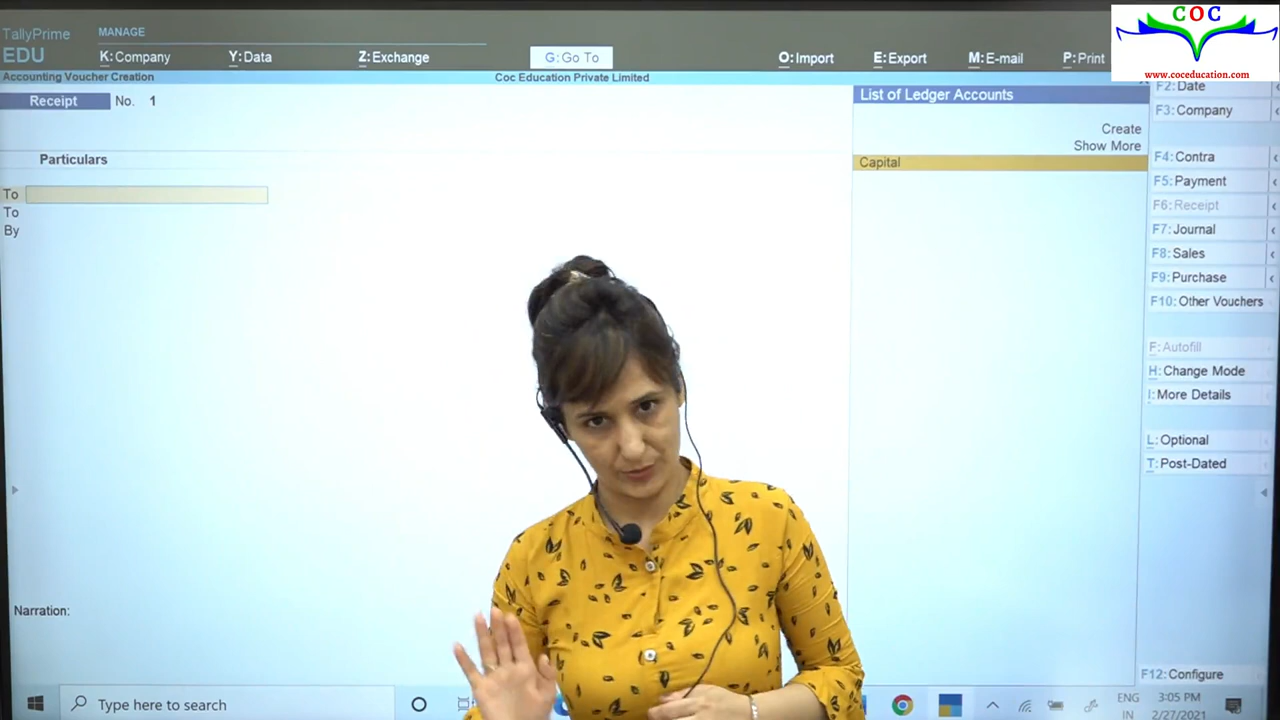 COC
www.coceducation.com
TallyPrime
EDU
MANAGE
K:Company
Y:Data
Z:Exchange
G:Go To
O:Import
E:Export
M:E-mail
P:Print
Accounting Voucher Creation
Coc Education Private Limited
Receipt No. 1
Particulars
To
To
By
Narration:
List of Ledger Accounts
Create
Show More
Capital
F2:Date
F3:Company
F4:Contra
F5:Payment
F6:Receipt
F7:Journal
F8:Sales
F9:Purchase
F10:Other Vouchers
F:Autofill
H:Change Mode
I:More Details
L:Optional
T:Post-Dated
F12:Configure
Type here to search
ENG
IN
3:05 PM
2/27/2021